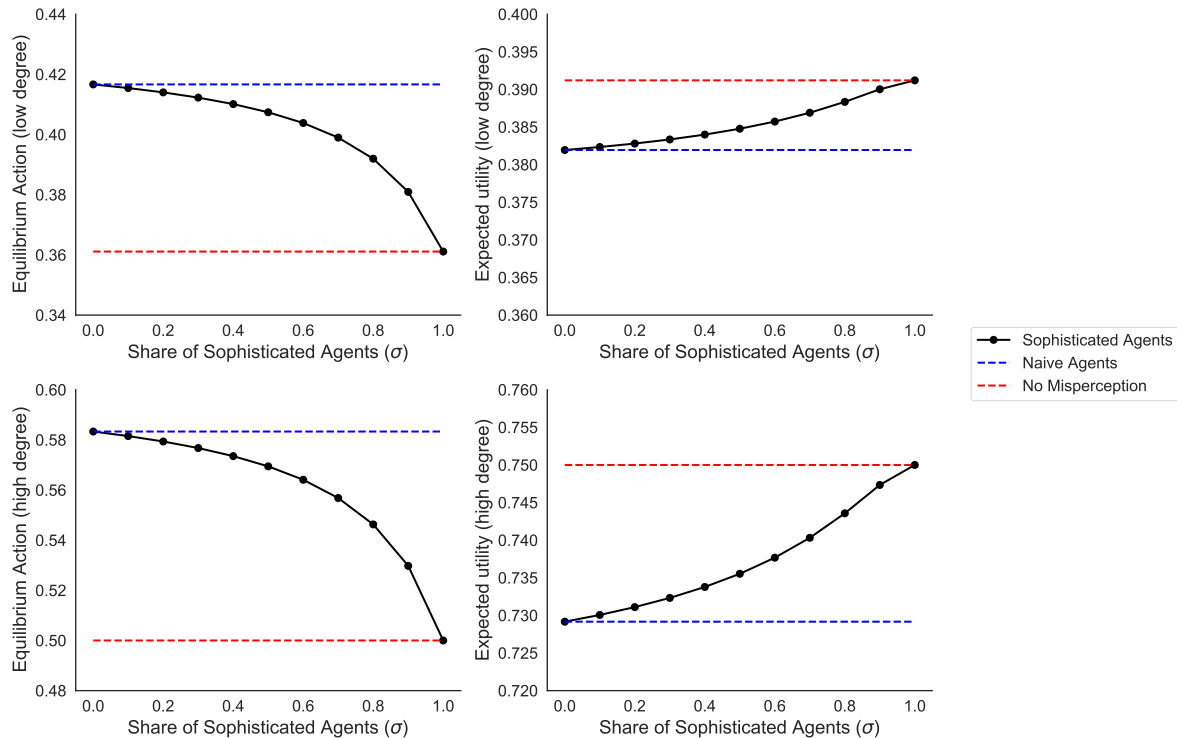 Equilibrium Action (low degree)
0.44
0.42
0.40
0.38
0.36
0.34
0.0 0.2 0.4 0.6 0.8 1.0
Share of Sophisticated Agents (σ)
Expected utility (low degree)
0.400
0.395
0.390
0.385
0.380
0.375
0.370
0.365
0.360
0.0 0.2 0.4 0.6 0.8 1.0
Share of Sophisticated Agents (σ)
Sophisticated Agents
Naive Agents
No Misperception
Equilibrium Action (high degree)
0.60
0.58
0.56
0.54
0.52
0.50
0.48
0.0 0.2 0.4 0.6 0.8 1.0
Share of Sophisticated Agents (σ)
Expected utility (high degree)
0.760
0.755
0.750
0.745
0.740
0.735
0.730
0.725
0.720
0.0 0.2 0.4 0.6 0.8 1.0
Share of Sophisticated Agents (σ)